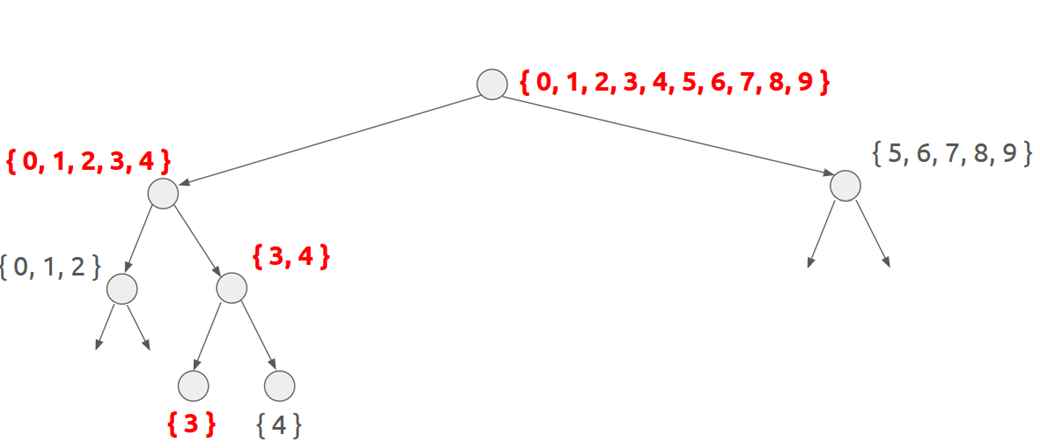 { 0, 1, 2, 3, 4, 5, 6, 7, 8, 9 }
{ 0, 1, 2, 3, 4 }
{ 5, 6, 7, 8, 9 }
{ 0, 1, 2 }
{ 3, 4 }
{ 3 }
{ 4 }